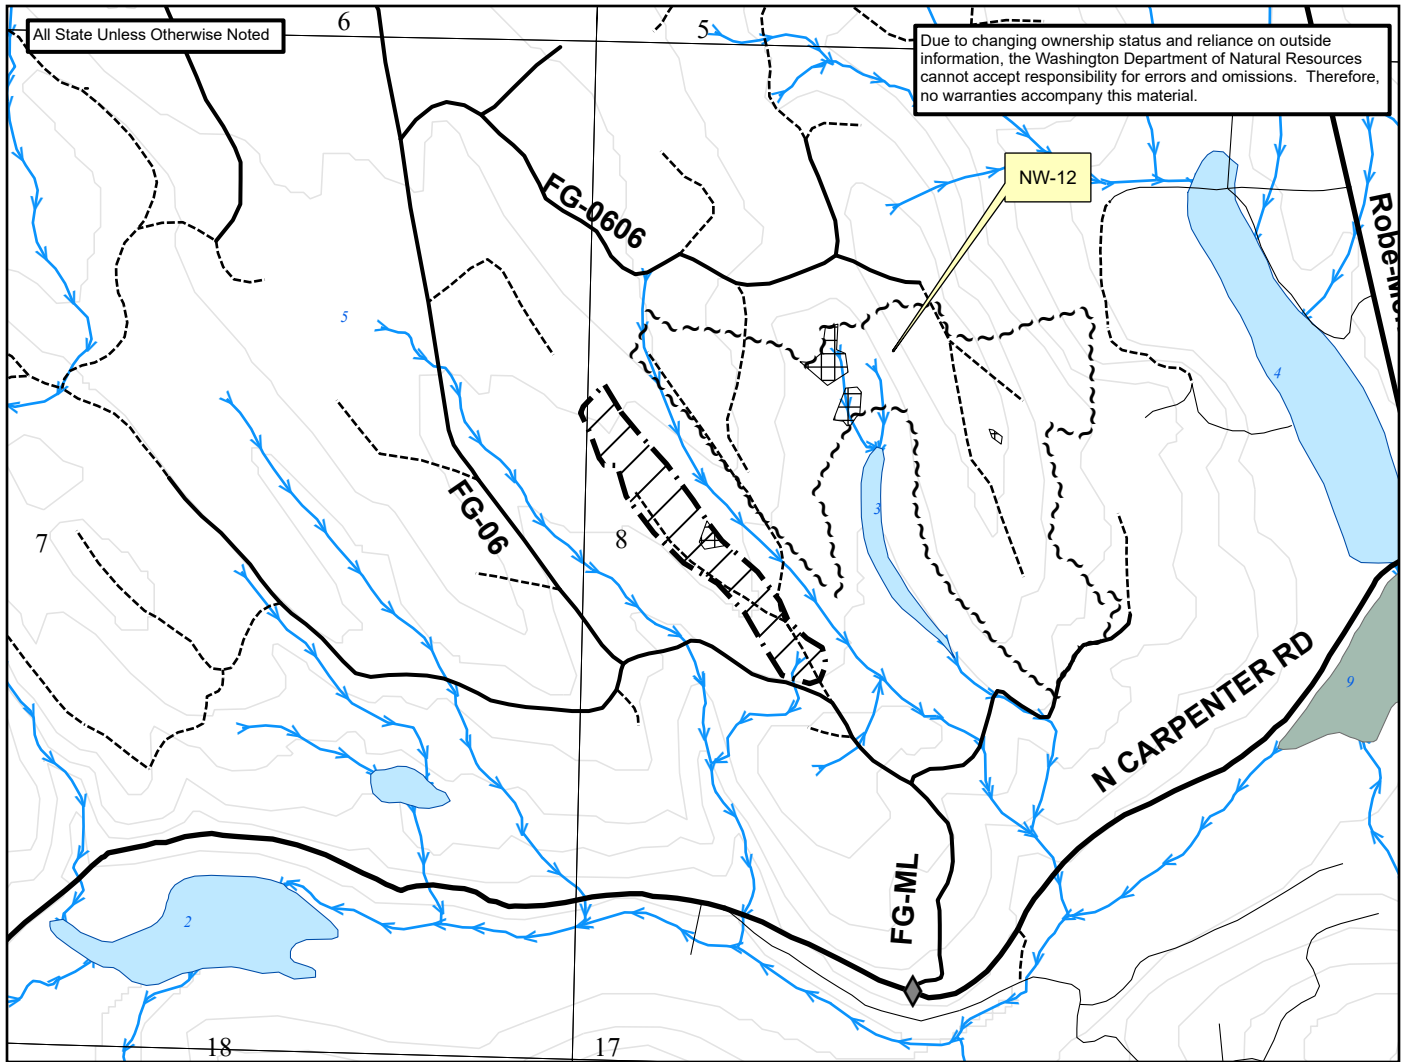 All State Unless Otherwise Noted
6
5
Due to changing ownership status and reliance on outside
information, the Washington Department of Natural Resources
cannot accept responsibility for errors and omissions. Therefore,
no warranties accompany this material.
NW-12
FG-0606
5
4
FG-06
3
7
8
N CARPENTER RD
9
FG-ML
2
18
17